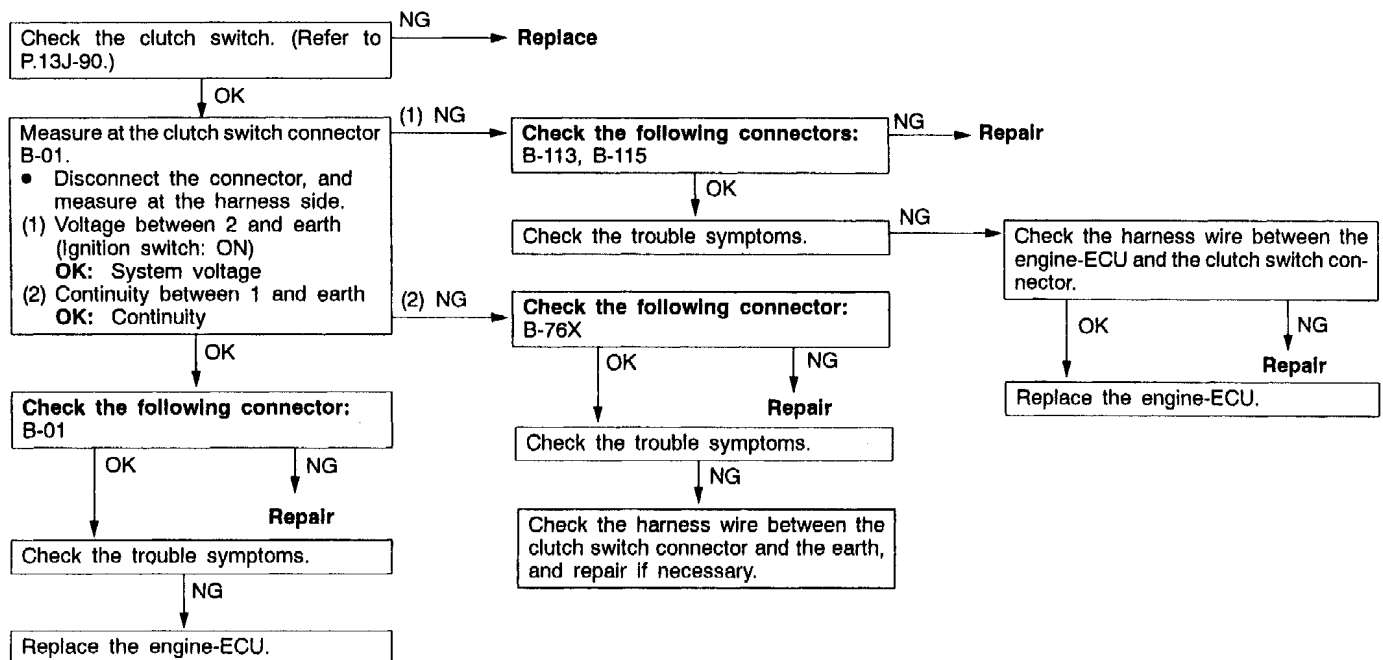 Check the clutch switch. (Refer to
P.13J-90.)
NG
Replace
OK
Measure at the clutch switch connector
B-01.
● Disconnect the connector, and
measure at the harness side.
(1) Voltage between 2 and earth
(Ignition switch: ON)
OK: System voltage
(2) Continuity between 1 and earth
OK: Continuity
(1) NG
Check the following connectors:
B-113, B-115
NG
Repair
OK
Check the trouble symptoms.
NG
Check the harness wire between the
engine-ECU and the clutch switch con-
nector.
OK
NG
Repair
Replace the engine-ECU.
(2) NG
Check the following connector:
B-76X
OK
NG
Repair
Check the trouble symptoms.
NG
Check the harness wire between the
clutch switch connector and the earth,
and repair if necessary.
OK
Check the following connector:
B-01
OK
NG
Repair
Check the trouble symptoms.
NG
Replace the engine-ECU.